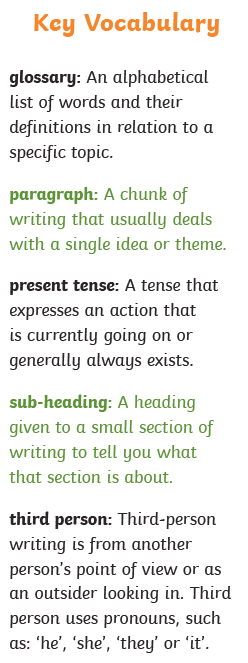 Key Vocabulary
glossary: An alphabetical
list of words and their
definitions in relation to a
specific topic.
paragraph: A chunk of
writing that usually deals
with a single idea or theme.
present tense: A tense that
expresses an action that
is currently going on or
generally always exists.
sub-heading: A heading
given to a small section of
writing to tell you what
that section is about.
third person: Third-person
writing is from another
person’s point of view or as
an outsider looking in. Third
person uses pronouns, such
as: ‘he’, ‘she’, ‘they’ or ‘it’.